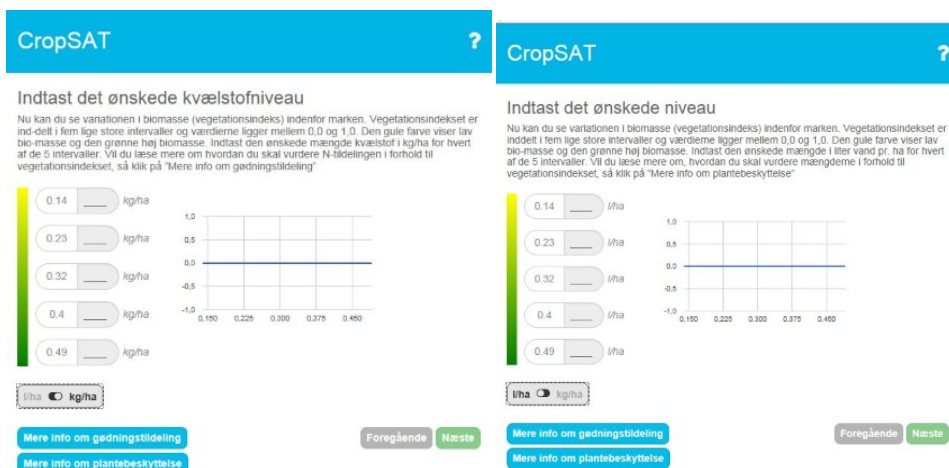 CropSAT
?
Indtast det ønskede kvælstofniveau
Nu kan du se variationen i biomasse (vegetationsindeks) indenfor marken. Vegetationsindekset er
ind-delt i fem lige store intervaller og værdierne ligger mellem 0,0 og 1,0. Den gule farve viser lav
bio-masse og den grønne høj biomasse. Indtast den ønskede mængde kvælstof i kg/ha for hvert
af de 5 intervaller. Vil du læse mere om hvordan du skal vurdere N-tildelingen i forhold til
vegetationsindekset, så klik på "Mere info om gødningstildeling"
0.14 ___ kg/ha
0.23 ___ kg/ha
0.32 ___ kg/ha
0.4 ___ kg/ha
0.49 ___ kg/ha
1,0
0,5
0,0
-0,5
-1,0
0,150 0,225 0,300 0,375 0,450
l/ha kg/ha
Mere info om gødningstildeling
Foregående Næste
Mere info om plantebeskyttelse
CropSAT
?
Indtast det ønskede niveau
Nu kan du se variationen i biomasse (vegetationsindeks) indenfor marken. Vegetationsindekset er
inddelt i fem lige store intervaller og værdierne ligger mellem 0,0 og 1,0. Den gule farve viser lav
bio-masse og den grønne høj biomasse. Indtast den ønskede mængde i liter vand pr. ha for hvert
af de 5 intervaller. Vil du læse mere om, hvordan du skal vurdere mængderne i forhold til
vegetationsindekset, så klik på "Mere info om plantebeskyttelse"
0.14 ___ l/ha
0.23 ___ l/ha
0.32 ___ l/ha
0.4 ___ l/ha
0.49 ___ l/ha
1,0
0,5
0,0
-0,5
-1,0
0,150 0,225 0,300 0,375 0,450
l/ha kg/ha
Mere info om gødningstildeling
Foregående Næste
Mere info om plantebeskyttelse